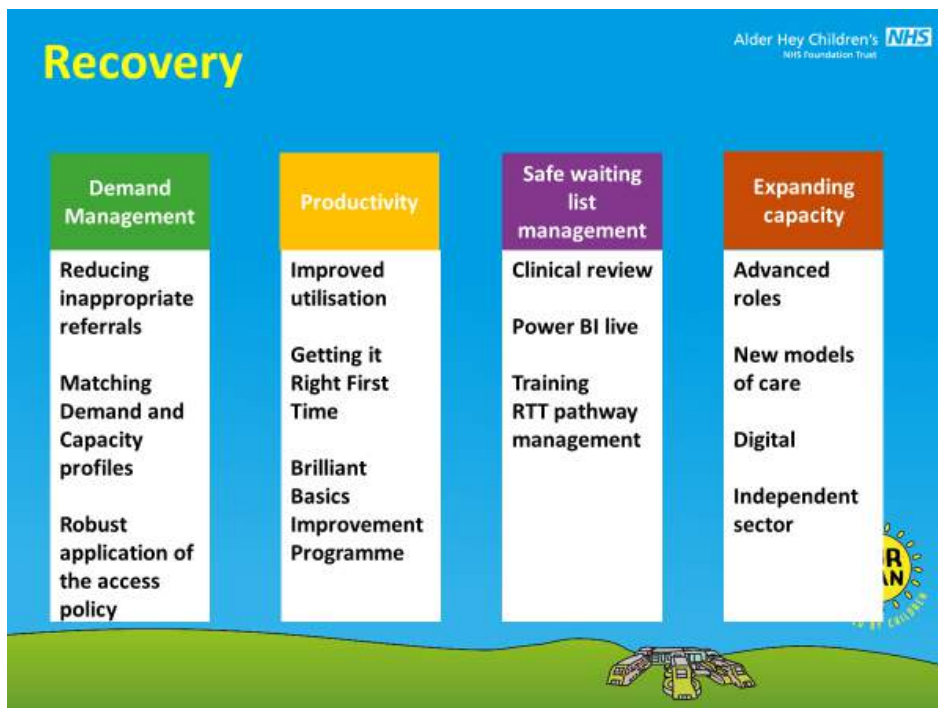 Recovery
Alder Hey Children's NHS
NHS Foundation Trust
Demand
Management
Reducing
inappropriate
referrals
Matching
Demand and
Capacity
profiles
Robust
application of
the access
policy
Productivity
Improved
utilisation
Getting it
Right First
Time
Brilliant
Basics
Improvement
Programme
Safe waiting
list
management
Clinical review
Power BI live
Training
RTT pathway
management
Expanding
capacity
Advanced
roles
New models
of care
Digital
Independent
sector
BY CHILDREN